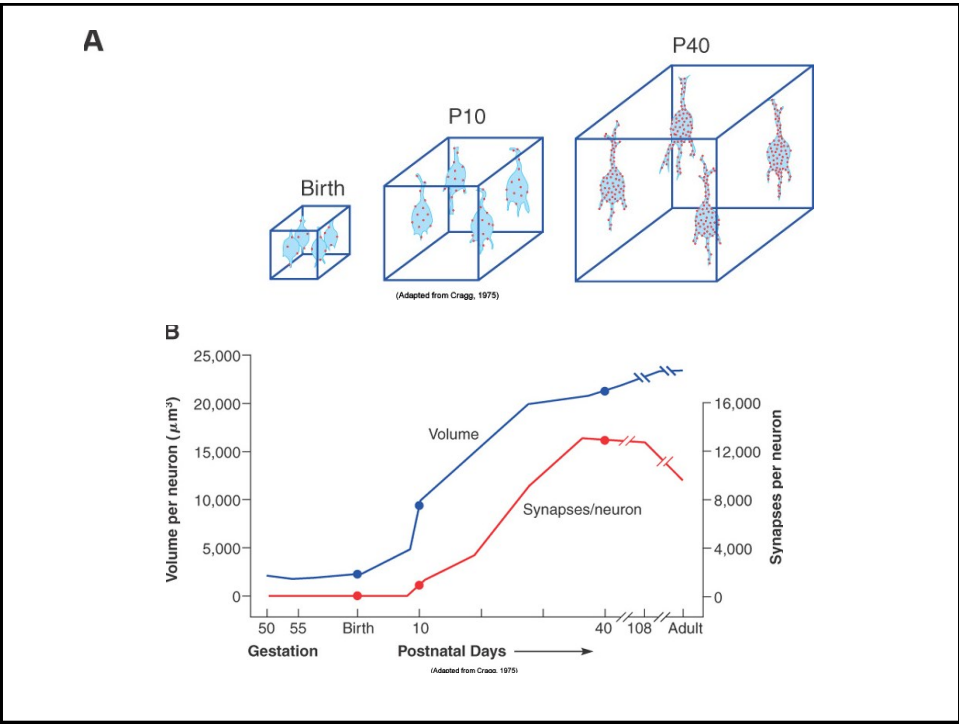 A
P40
P10
Birth
(Adapted from Cragg, 1975)
B
Volume per neuron (μm³)
25,000
20,000
15,000
10,000
5,000
0
Volume
Synapses/neuron
16,000
12,000
8,000
4,000
0
Synapses per neuron
50 55 Birth 10 40 108 Adult
Gestation Postnatal Days
(Adapted from Cragg, 1975)